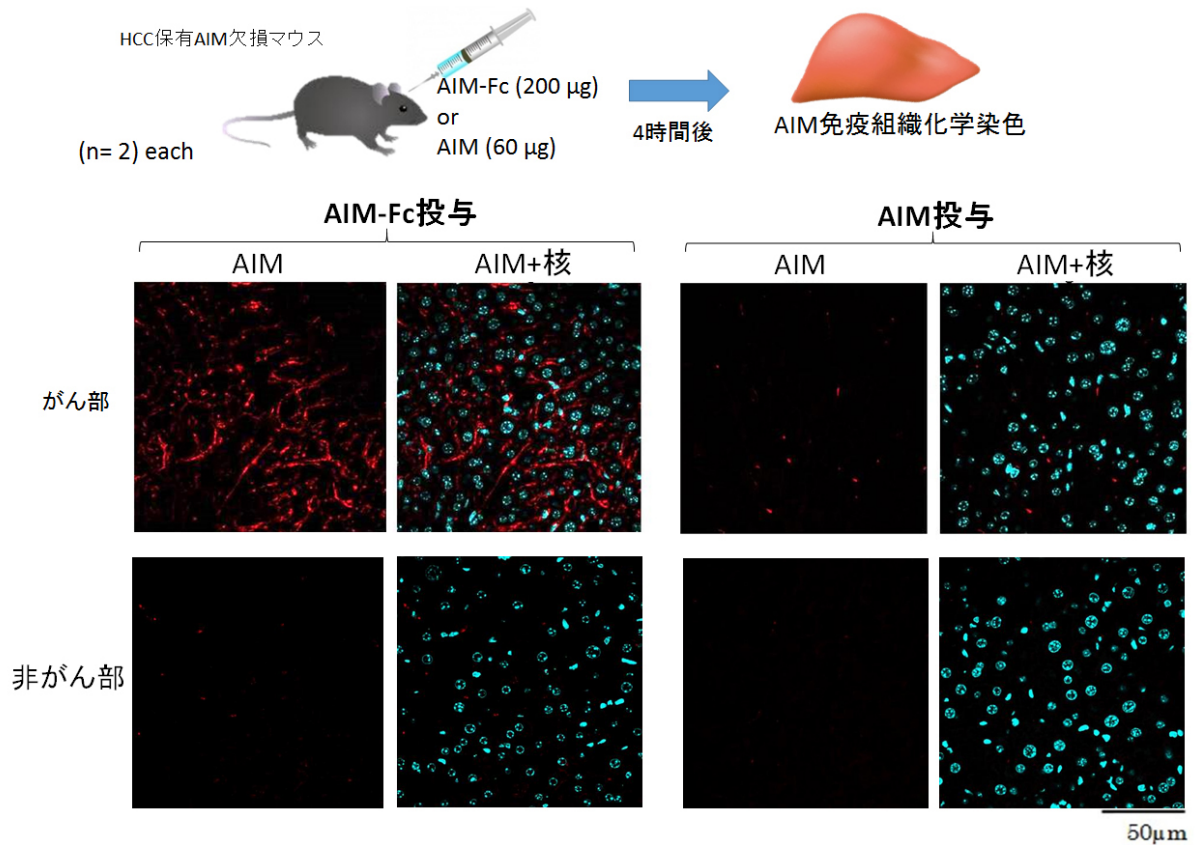 HCC保有AIM欠損マウス
AIM-Fc (200 µg)
or
AIM (60 µg)
(n= 2) each
4時間後
AIM免疫組織化学染色
AIM-Fc投与
AIM投与
AIM
AIM+核
AIM
AIM+核
がん部
非がん部
50µm